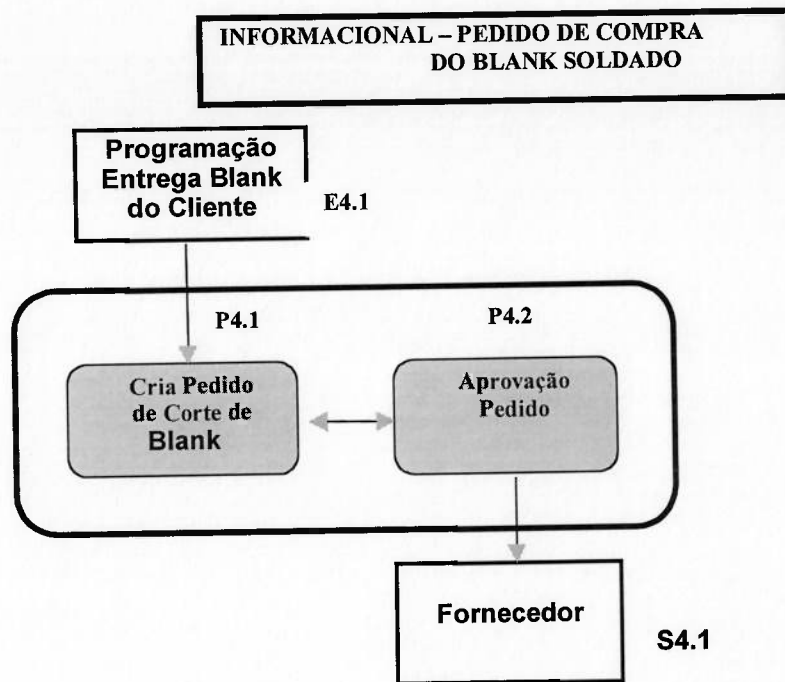 INFORMACIONAL – PEDIDO DE COMPRA
DO BLANK SOLDADO
Programação
Entrega Blank
do Cliente
E4.1
P4.1
P4.2
Cria Pedido
de Corte de
Blank
Aprovação
Pedido
Fornecedor
S4.1